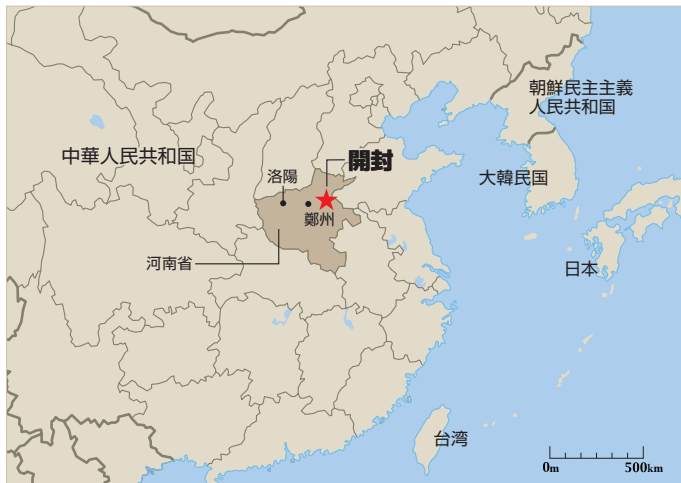 朝鮮民主主義
人民共和国
中華人民共和国
開封
洛陽
大韓民国
鄭州
河南省
日本
台湾
0m 500km